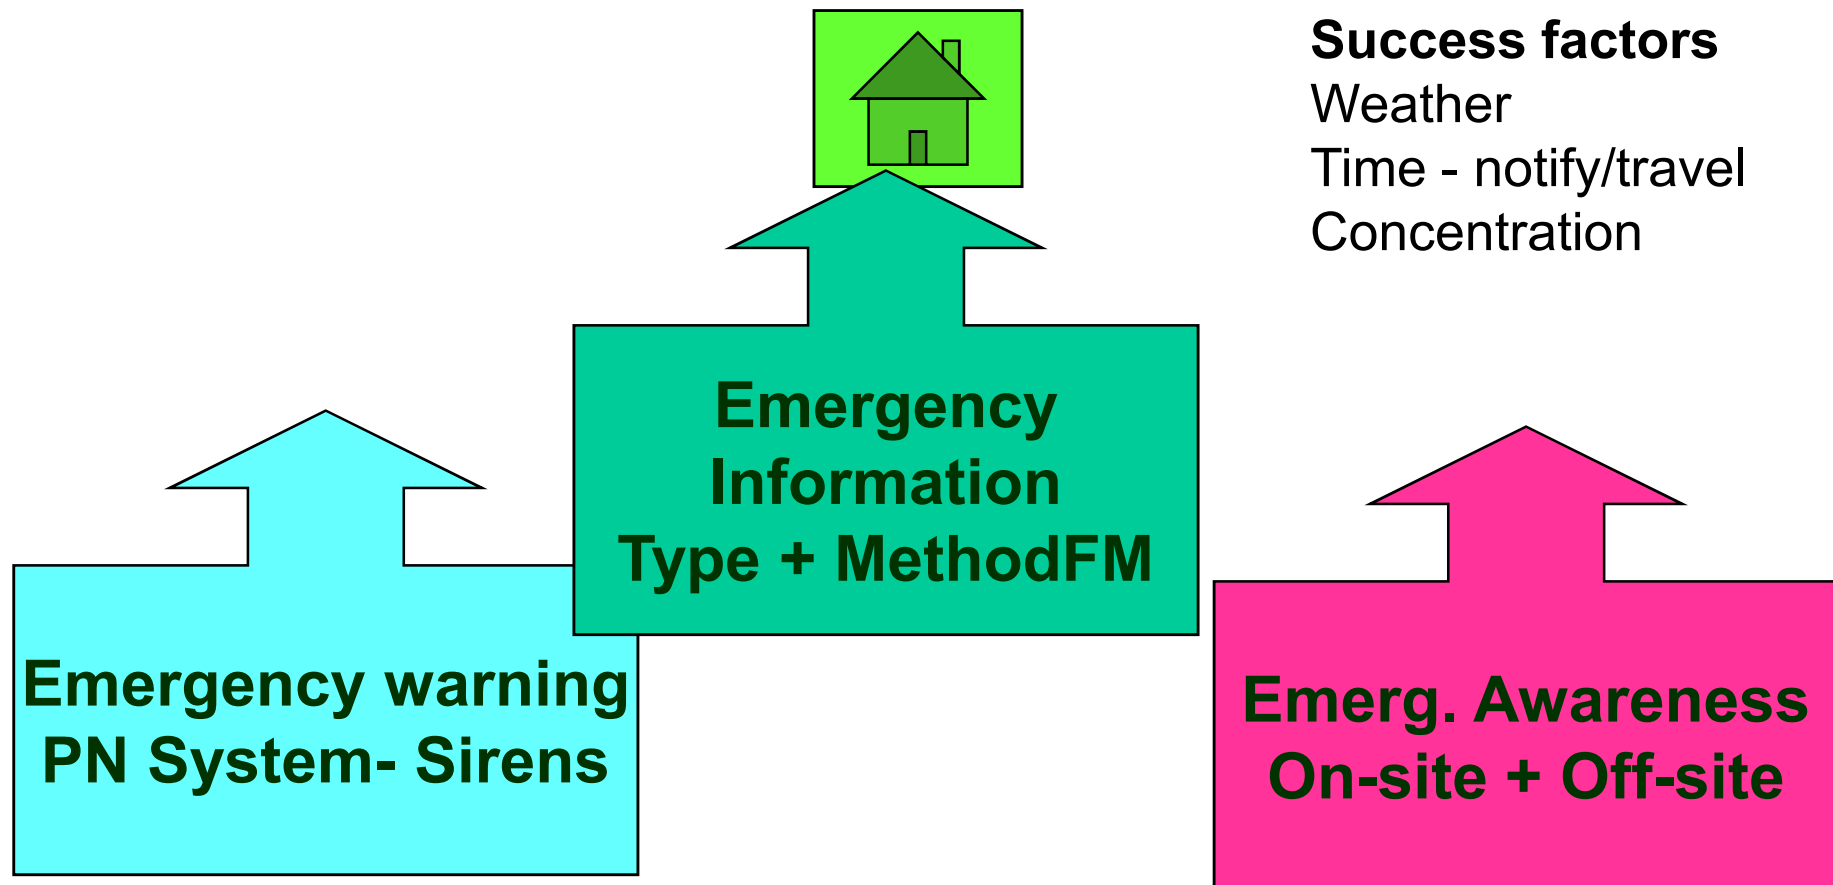 Success factors
Weather
Time - notify/travel
Concentration
Emergency
Information
Type + MethodFM
Emergency warning
PN System- Sirens
Emerg. Awareness
On-site + Off-site